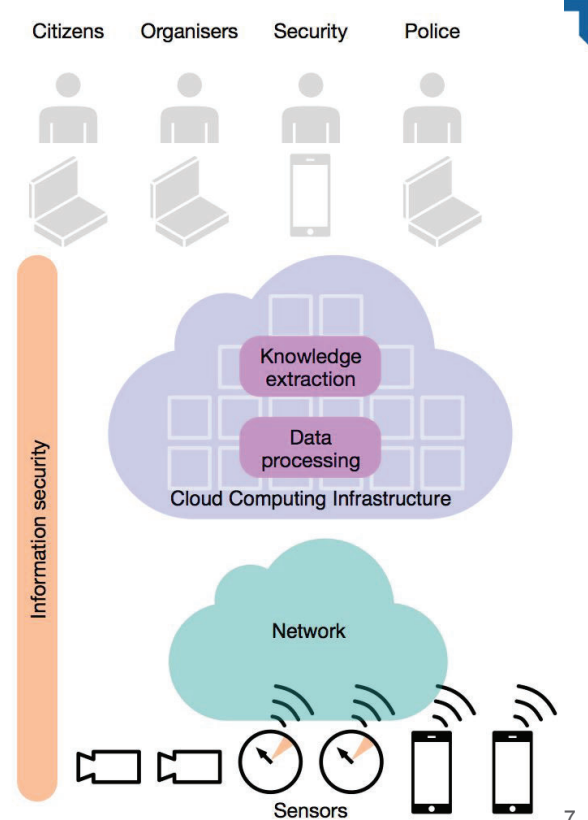 Citizens Organisers Security Police
Knowledge
extraction
Data
processing
Cloud Computing Infrastructure
Information security
Network
Sensors
7